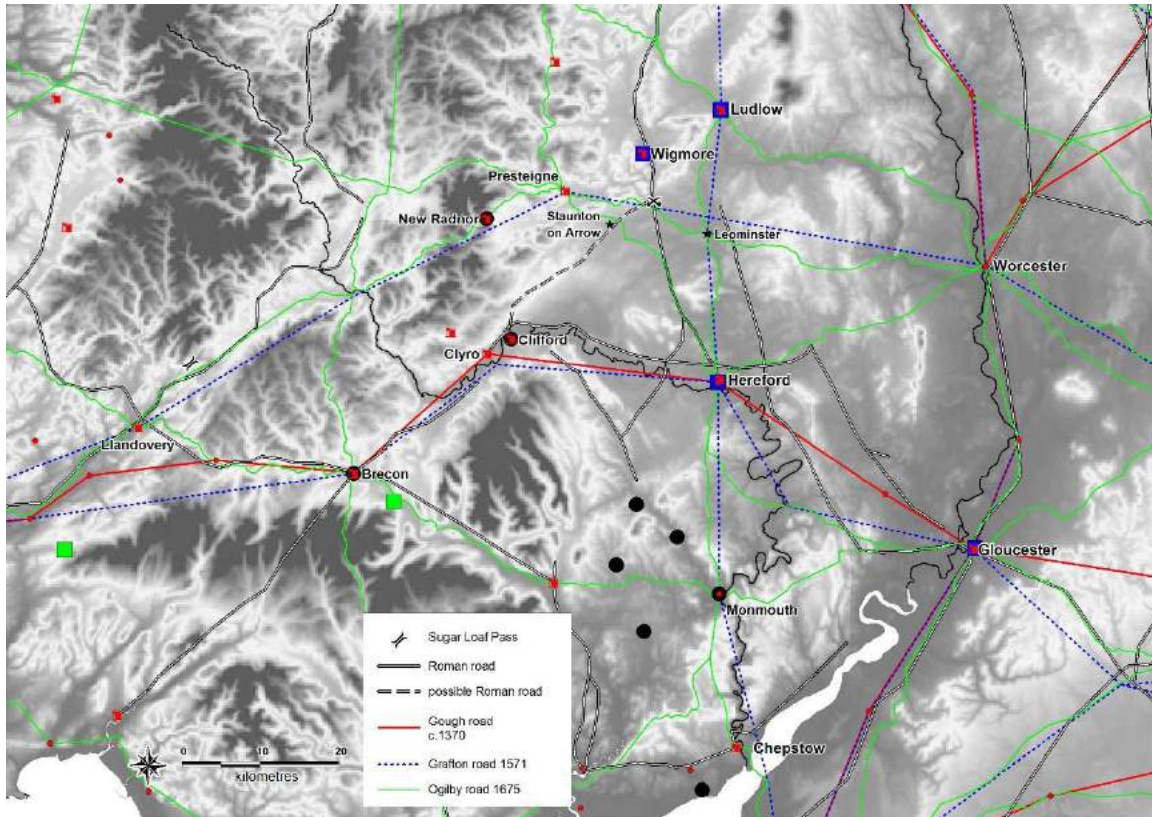 Ludlow
Wigmore
Presteigne
New Radnor
Staunton
on Arrow
Leominster
Worcester
Clifford
Clyro
Hereford
Llandovery
Brecon
Gloucester
Monmouth
Chepstow
Sugar Loaf Pass
Roman road
possible Roman road
Gough road
c.1370
Grafton road 1571
Ogilby road 1675
0 10 20
kilometres